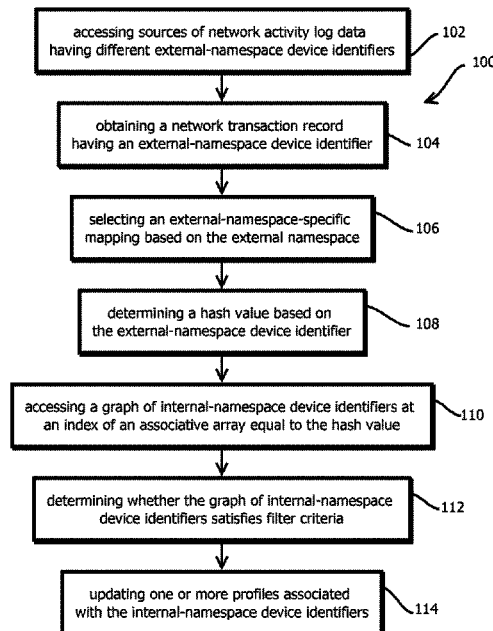 accessing sources of network activity log data
having different external-namespace device identifiers
102
100
obtaining a network transaction record
having an external-namespace device identifier
104
selecting an external-namespace-specific
mapping based on the external namespace
106
determining a hash value based on
the external-namespace device identifier
108
accessing a graph of internal-namespace device identifiers at
an index of an associative array equal to the hash value
110
determining whether the graph of internal-namespace
device identifiers satisfies filter criteria
112
updating one or more profiles associated
with the internal-namespace device identifiers
114